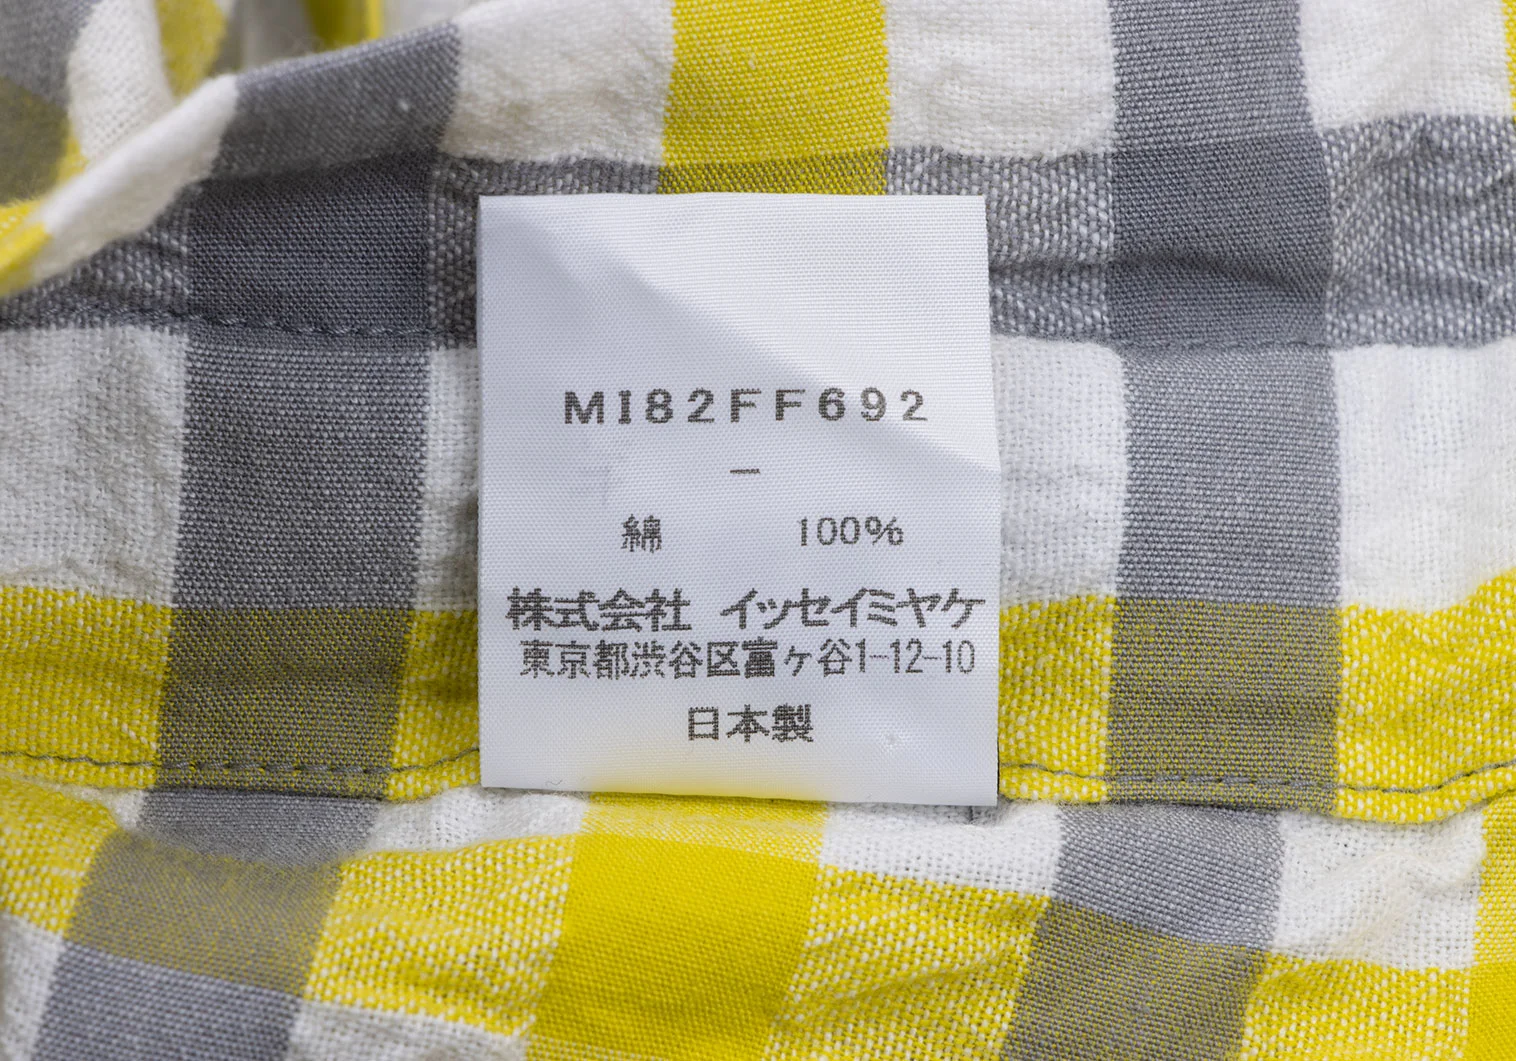 MI82FF692
—
綿 100%
株式会社 イッセイミヤケ
東京都渋谷区富ヶ谷1-12-10
日本製